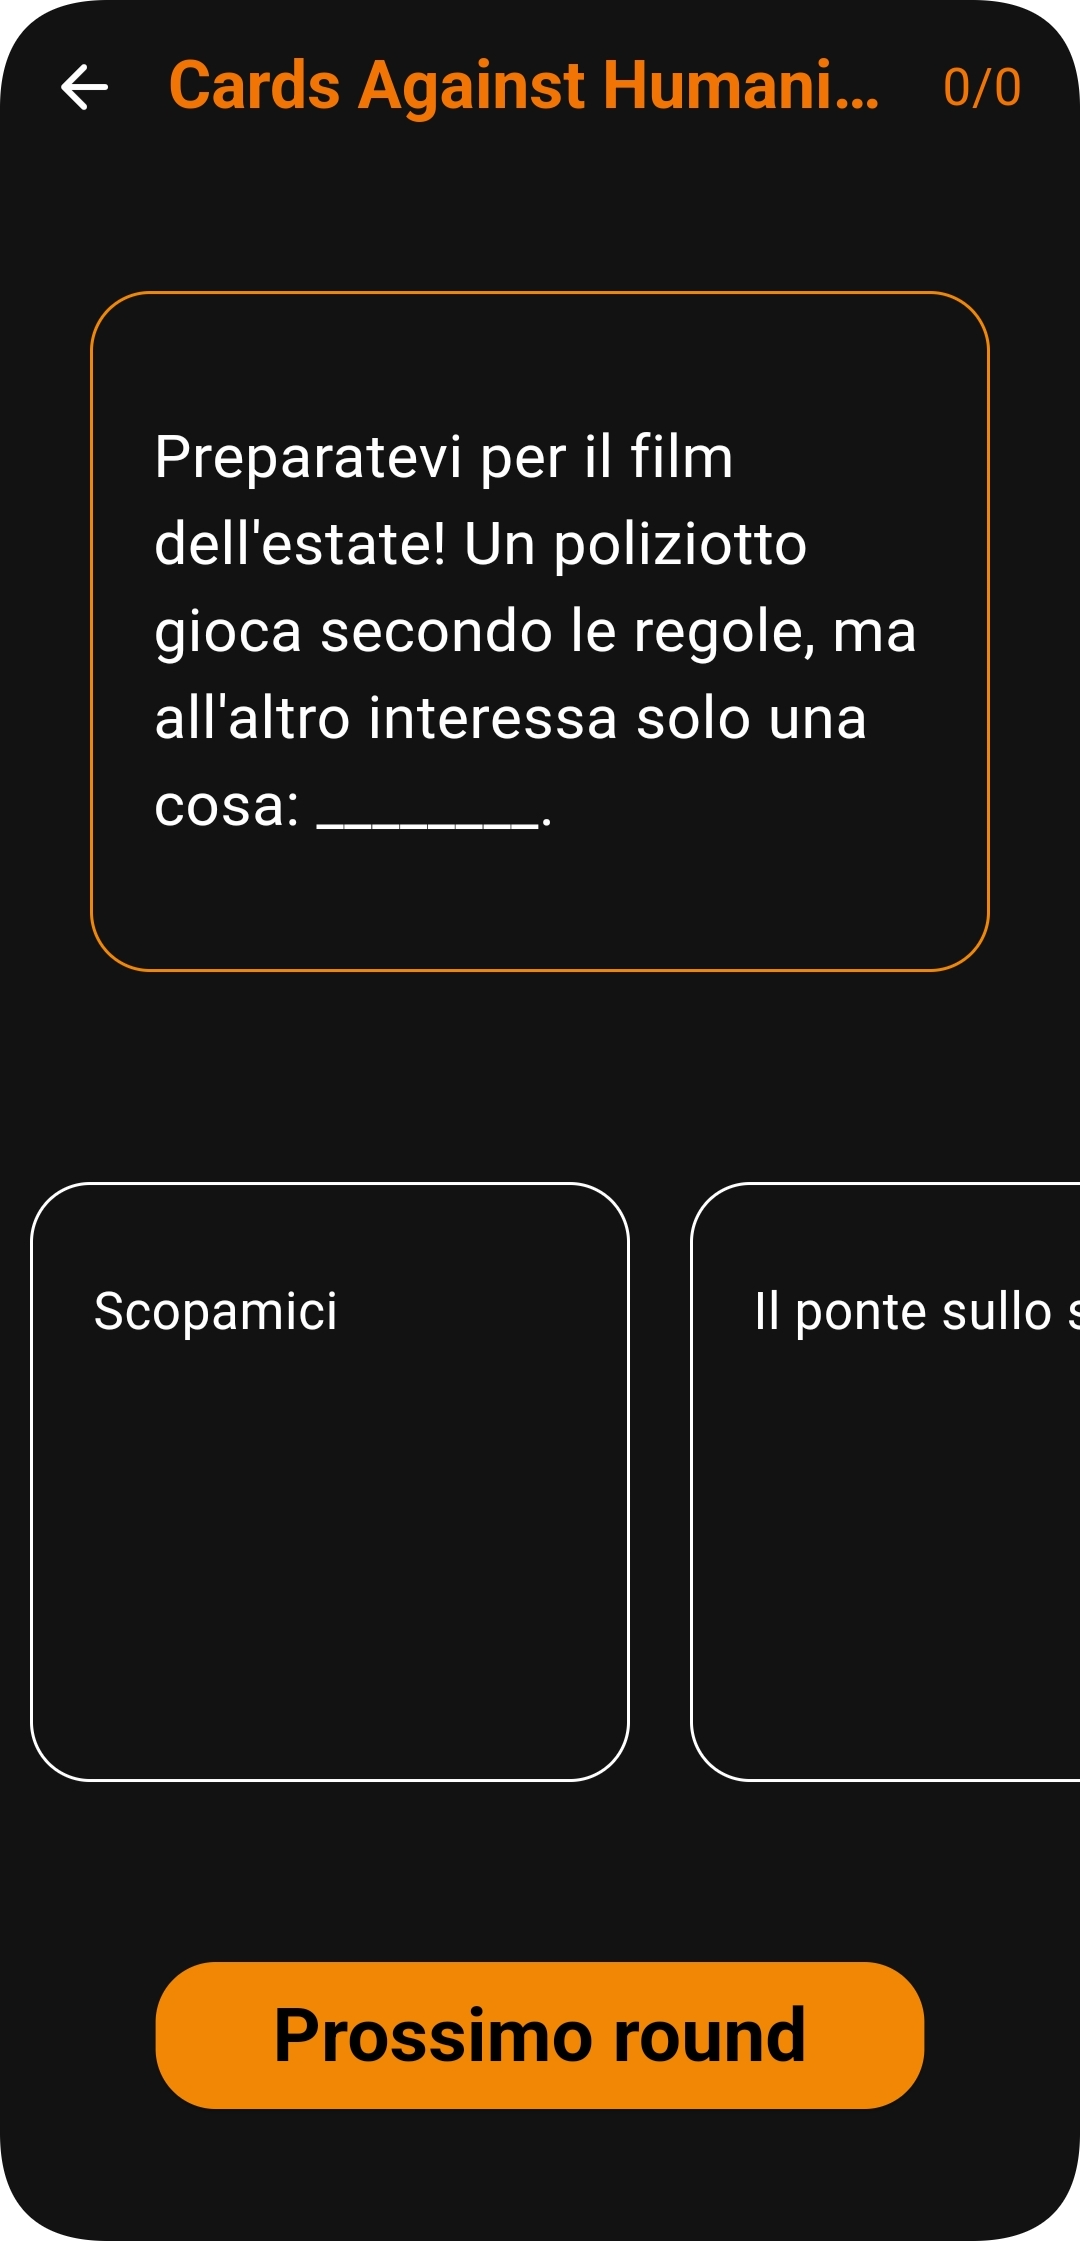 Cards Against Humani...
0/0
Preparatevi per il film
dell'estate! Un poliziotto
gioca secondo le regole, ma
all'altro interessa solo una
cosa: ________.
Scopamici
Il ponte sullo
Prossimo round